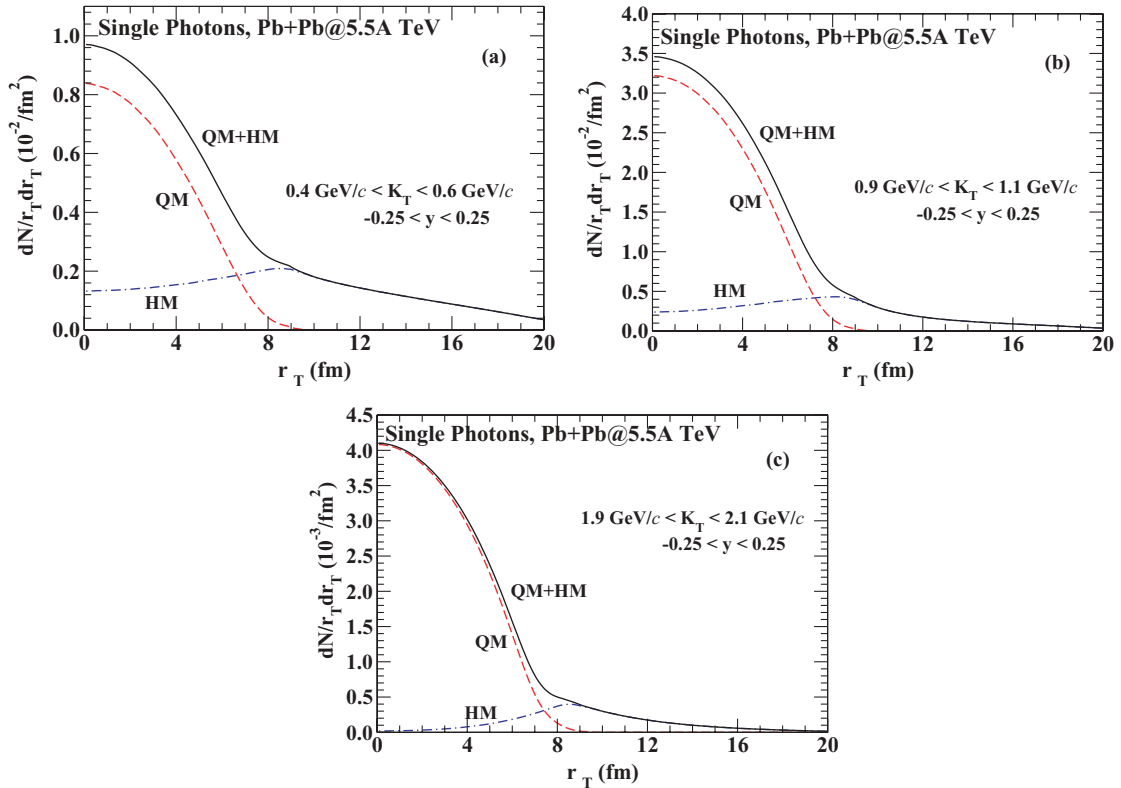 Single Photons, Pb+Pb@5.5A TeV
(a)
QM+HM
QM
HM
0.4 GeV/c < K_T < 0.6 GeV/c
-0.25 < y < 0.25
dN/r_T dr_T (10^-2/fm^2)
1.0
0.8
0.6
0.4
0.2
0.0
0 4 8 12 16 20
r_T (fm)
Single Photons, Pb+Pb@5.5A TeV
(b)
QM+HM
QM
HM
0.9 GeV/c < K_T < 1.1 GeV/c
-0.25 < y < 0.25
dN/r_T dr_T (10^-2/fm^2)
4.0
3.5
3.0
2.5
2.0
1.5
1.0
0.5
0.0
0 4 8 12 16 20
r_T (fm)
Single Photons, Pb+Pb@5.5A TeV
(c)
QM+HM
QM
HM
1.9 GeV/c < K_T < 2.1 GeV/c
-0.25 < y < 0.25
dN/r_T dr_T (10^-3/fm^2)
4.5
4.0
3.5
3.0
2.5
2.0
1.5
1.0
0.5
0.0
0 4 8 12 16 20
r_T (fm)